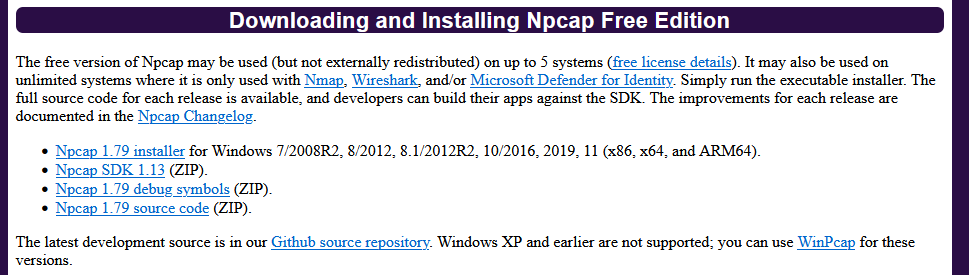 Downloading and Installing Npcap Free Edition
The free version of Npcap may be used (but not externally redistributed) on up to 5 systems (free license details). It may also be used on
unlimited systems where it is only used with Nmap, Wireshark, and/or Microsoft Defender for Identity. Simply run the executable installer. The
full source code for each release is available, and developers can build their apps against the SDK. The improvements for each release are
documented in the Npcap Changelog.
• Npcap 1.79 installer for Windows 7/2008R2, 8/2012, 8.1/2012R2, 10/2016, 2019, 11 (x86, x64, and ARM64).
• Npcap SDK 1.13 (ZIP).
• Npcap 1.79 debug symbols (ZIP).
• Npcap 1.79 source code (ZIP).
The latest development source is in our Github source repository. Windows XP and earlier are not supported; you can use WinPcap for these
versions.